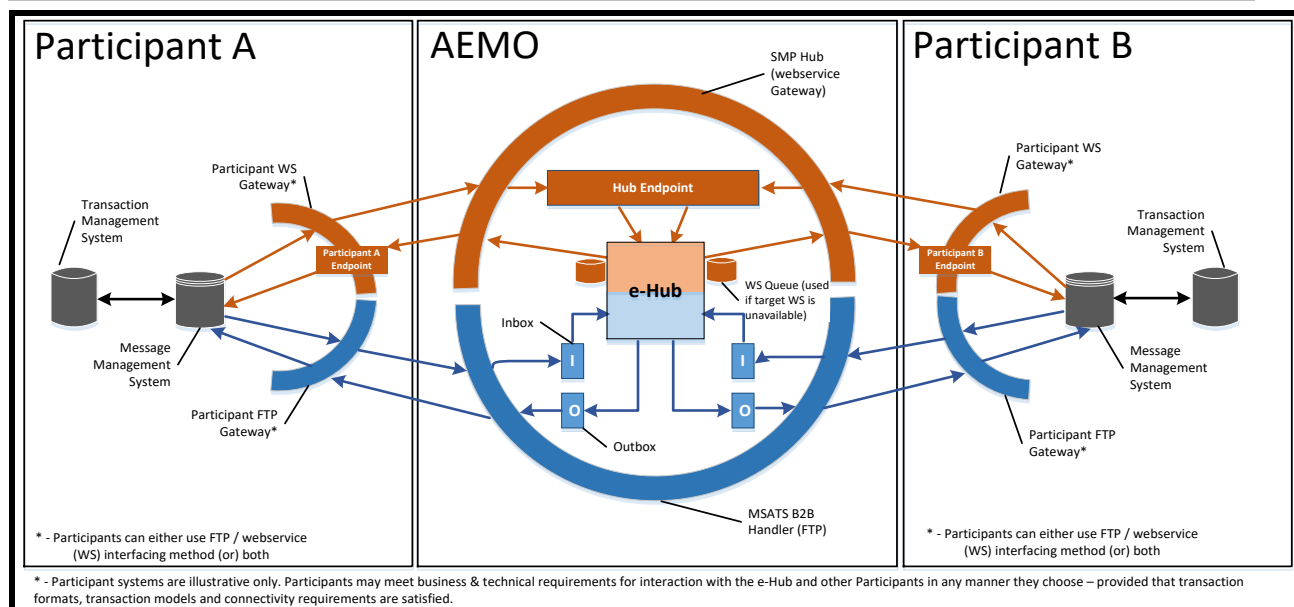 Participant A
AEMO
Participant B
SMP Hub
(webservice
Gateway)
Participant WS
Gateway*
Participant WS
Gateway*
Hub Endpoint
Transaction
Management
System
Transaction
Management
System
Participant A
Endpoint
Participant B
Endpoint
e-Hub
WS Queue (used
if target WS is
unavailable)
Inbox
I
I
Message
Management
System
Message
Management
System
O
O
Participant FTP
Gateway*
Outbox
Participant FTP
Gateway*
MSATS B2B
Handler (FTP)
* - Participants can either use FTP / webservice
(WS) interfacing method (or) both
* - Participants can either use FTP / webservice
(WS) interfacing method (or) both
* - Participant systems are illustrative only. Participants may meet business & technical requirements for interaction with the e-Hub and other Participants in any manner they choose – provided that transaction
formats, transaction models and connectivity requirements are satisfied.